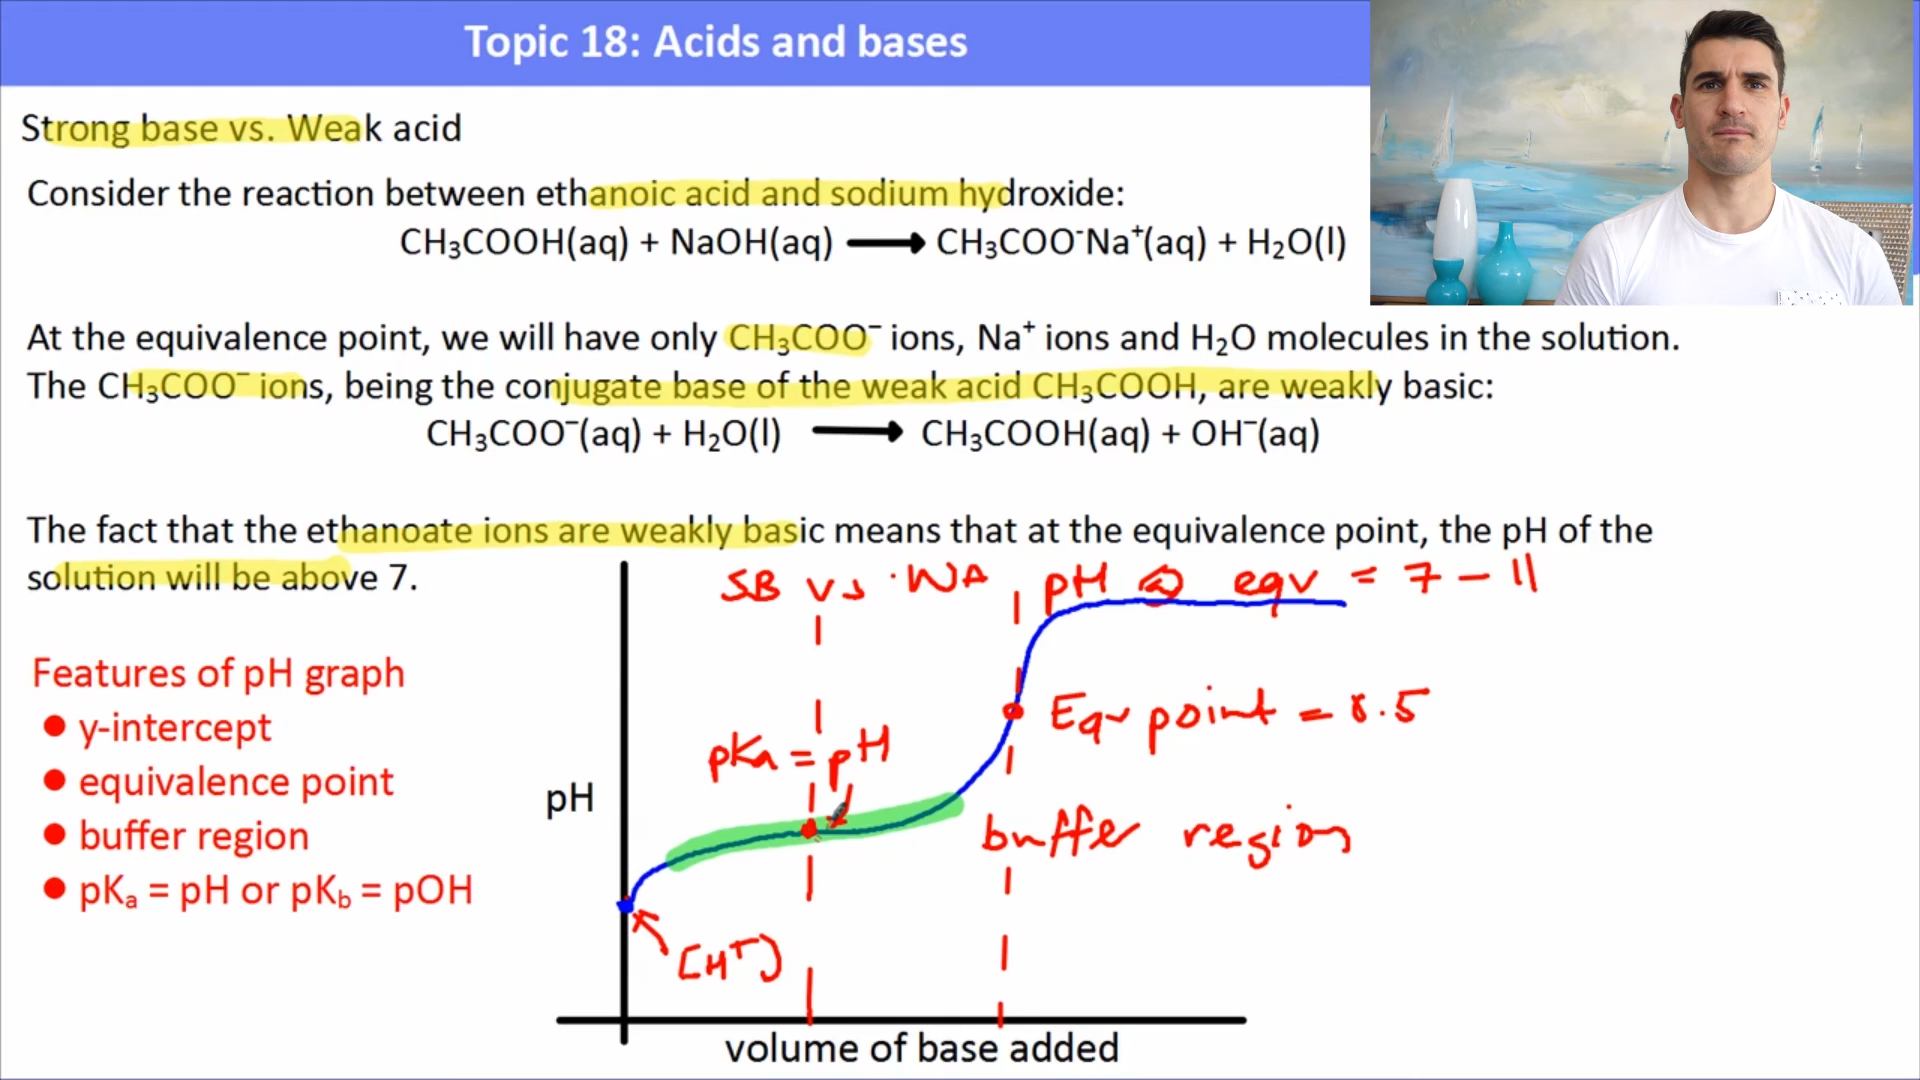 Topic 18: Acids and bases
Strong base vs. Weak acid
Consider the reaction between ethanoic acid and sodium hydroxide:
CH₃COOH(aq) + NaOH(aq) ⟶ CH₃COO⁻Na⁺(aq) + H₂O(l)
At the equivalence point, we will have only CH₃COO⁻ ions, Na⁺ ions and H₂O molecules in the solution.
The CH₃COO⁻ ions, being the conjugate base of the weak acid CH₃COOH, are weakly basic:
CH₃COO⁻(aq) + H₂O(l) ⟶ CH₃COOH(aq) + OH⁻(aq)
The fact that the ethanoate ions are weakly basic means that at the equivalence point, the pH of the
solution will be above 7.
SB vs WA
pH @ eqv = 7 – 11
Features of pH graph
● y-intercept
● equivalence point
● buffer region
● pKₐ = pH or pK_b = pOH
Eqv point = 8.5
pKa = pH
pH
buffer region
[H⁺]
volume of base added